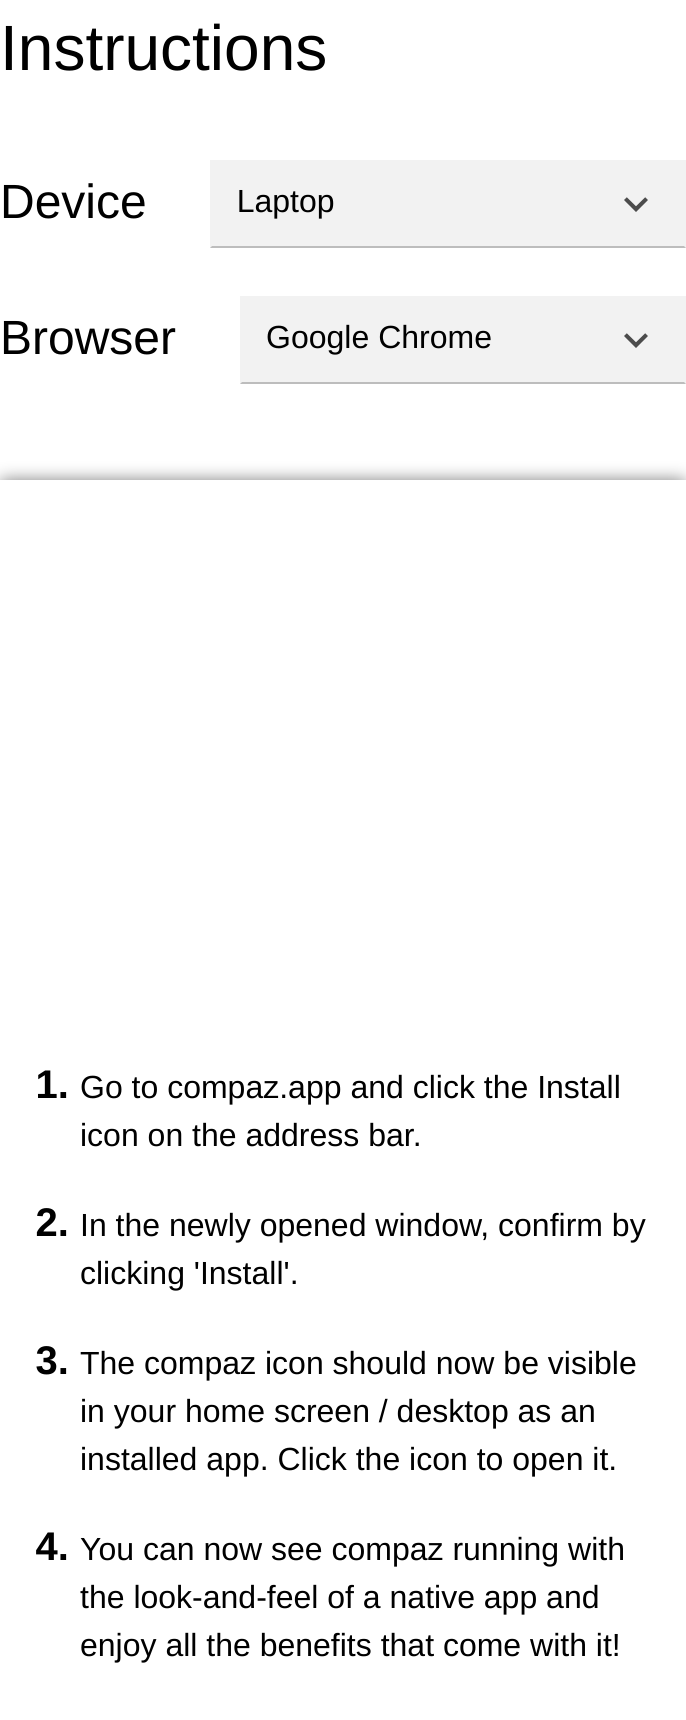 Instructions
Device
Laptop
Browser
Google Chrome
1. Go to compaz.app and click the Install
icon on the address bar.
2. In the newly opened window, confirm by
clicking 'Install'.
3. The compaz icon should now be visible
in your home screen / desktop as an
installed app. Click the icon to open it.
4. You can now see compaz running with
the look-and-feel of a native app and
enjoy all the benefits that come with it!